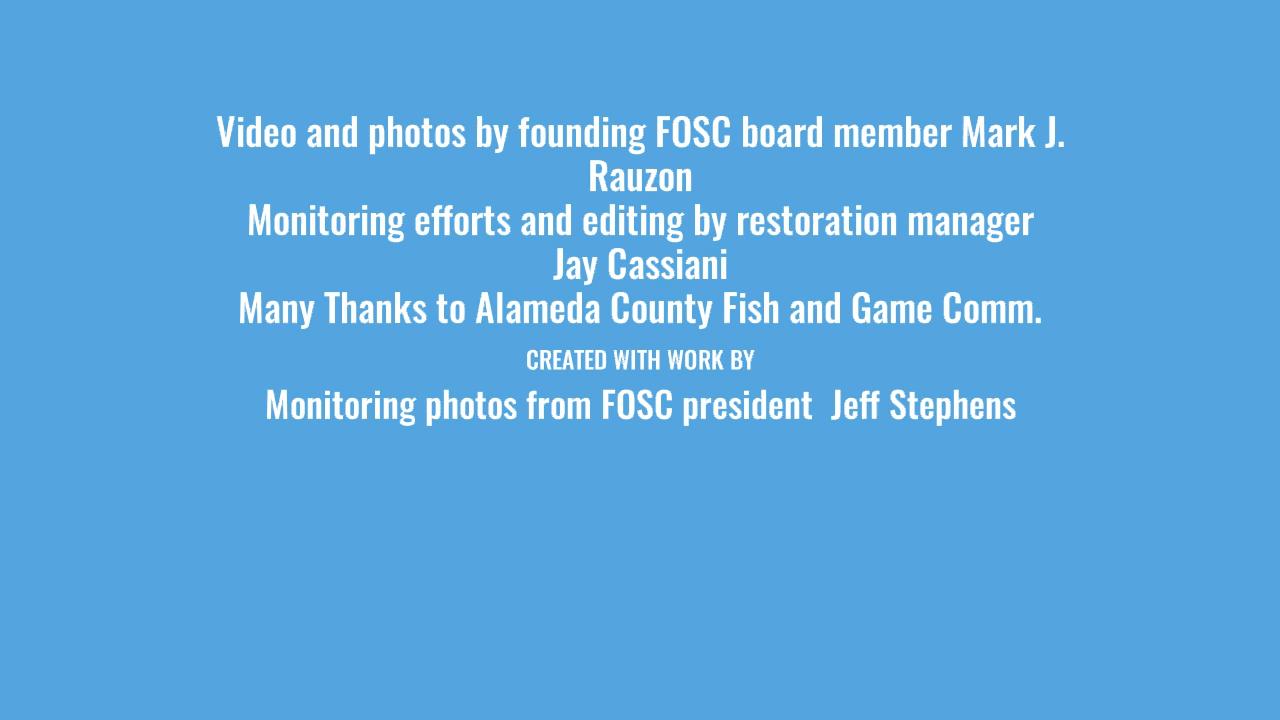 Video and photos by founding FOSC board member Mark J.
Rauzon
Monitoring efforts and editing by restoration manager
Jay Cassiani
Many Thanks to Alameda County Fish and Game Comm.
CREATED WITH WORK BY
Monitoring photos from FOSC president  Jeff Stephens